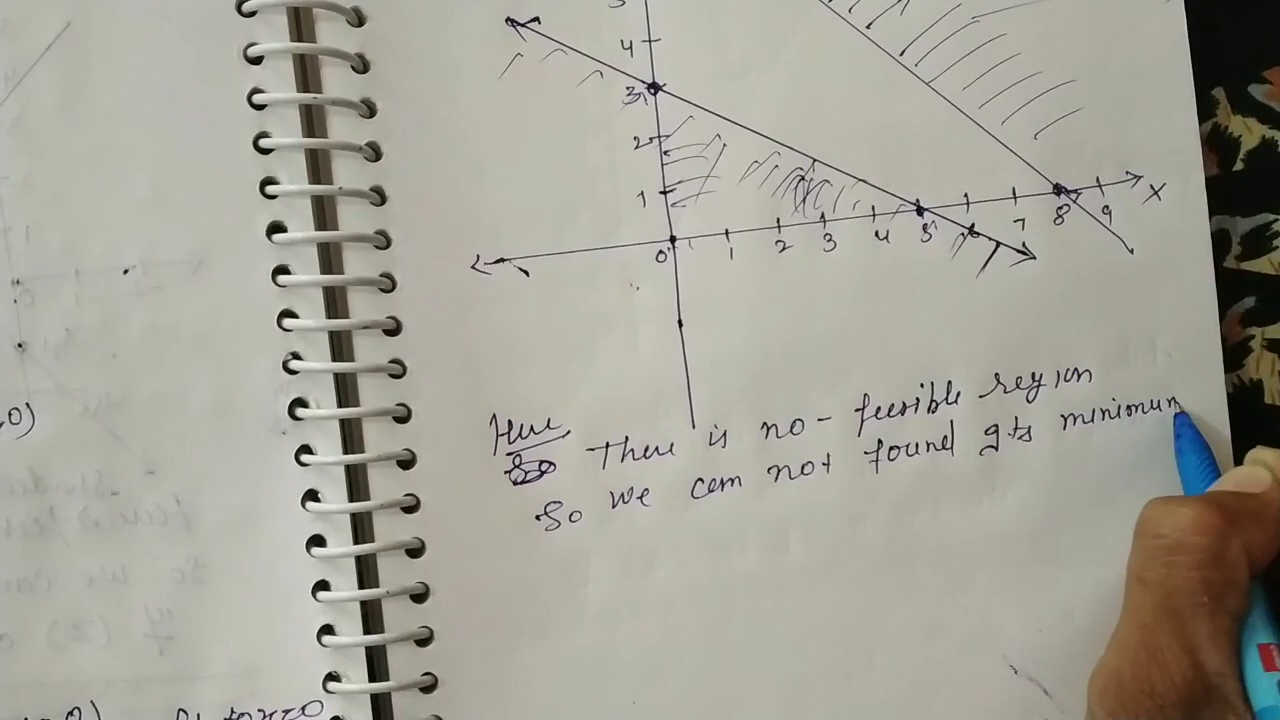 4
3
2
1
0 1 2 3 4 5 6 7 8 9 X
Here There is no - feesible region
So we can not found its minimum
,0)